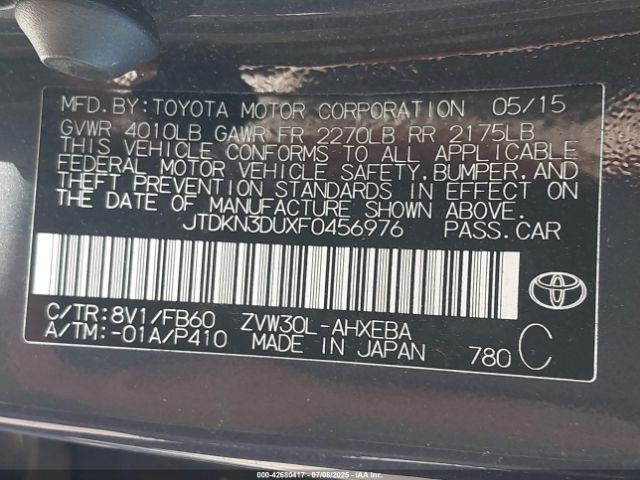 MFD.BY:TOYOTA MOTOR CORPORATION 05/15
GVWR 4010LB GAWR FR 2270LB RR 2175LB
THIS VEHICLE CONFORMS TO ALL APPLICABLE
FEDERAL MOTOR VEHICLE SAFETY.BUMPER.AND
THEFT PREVENTION STANDARDS IN EFFECT ON
THE DATE OF MANUFACTURE SHOWN ABOVE.
JTDKN3DUXF0456976 PASS.CAR
C/TR:8V1/FB60 ZVW30L-AHXEBA
A/TM:-01A/P410 MADE IN JAPAN 780 C
000-42680417 | 07/08/2025 | IAAI.COM